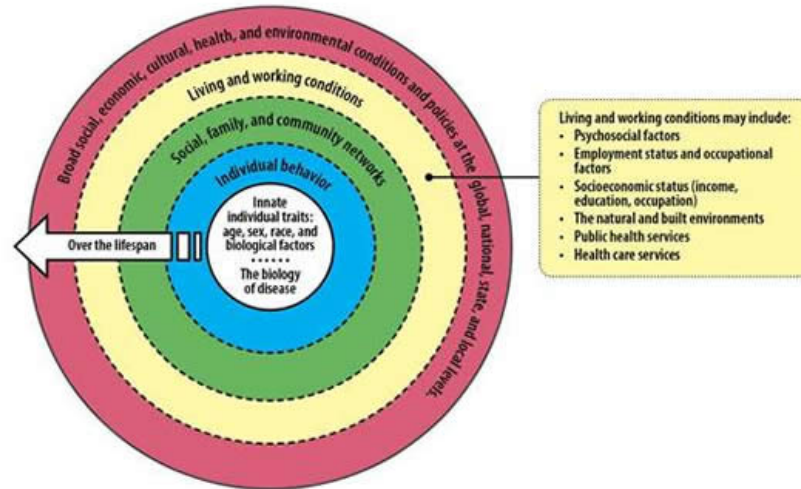 Broad social, economic, cultural, health, and environmental conditions and policies at the global, national, state, and local levels.
Living and working conditions
Social, family, and community networks
Individual behavior
Innate
individual traits:
age, sex, race, and
biological factors
••••••
The biology
of disease
Over the lifespan
Living and working conditions may include:
• Psychosocial factors
• Employment status and occupational
factors
• Socioeconomic status (income,
education, occupation)
• The natural and built environments
• Public health services
• Health care services